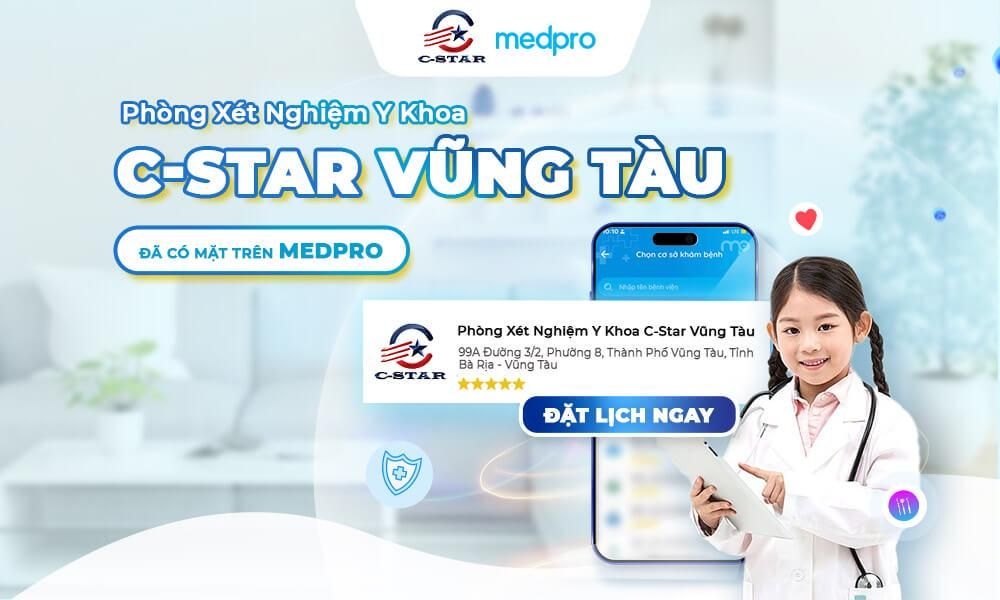 C-STAR medpro
Phòng Xét Nghiệm Y Khoa
C-STAR VŨNG TÀU
ĐÃ CÓ MẶT TRÊN MEDPRO
10:10
Chọn cơ sở khám bệnh
Nhập tên bệnh viện
Phòng Xét Nghiệm Y Khoa C-Star Vũng Tàu
99A Đường 3/2, Phường 8, Thành Phố Vũng Tàu, Tỉnh
Bà Rịa - Vũng Tàu
C-STAR
ĐẶT LỊCH NGAY